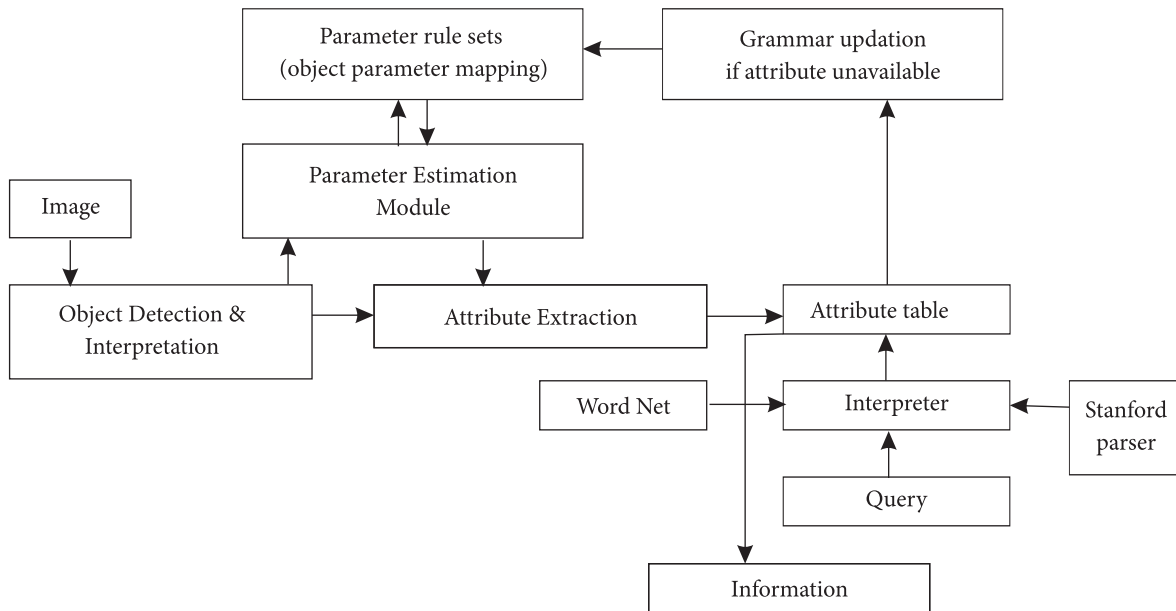 Parameter rule sets
(object parameter mapping)
Grammar updation
if attribute unavailable
Parameter Estimation
Module
Image
Object Detection &
Interpretation
Attribute Extraction
Attribute table
Word Net
Interpreter
Stanford
parser
Query
Information